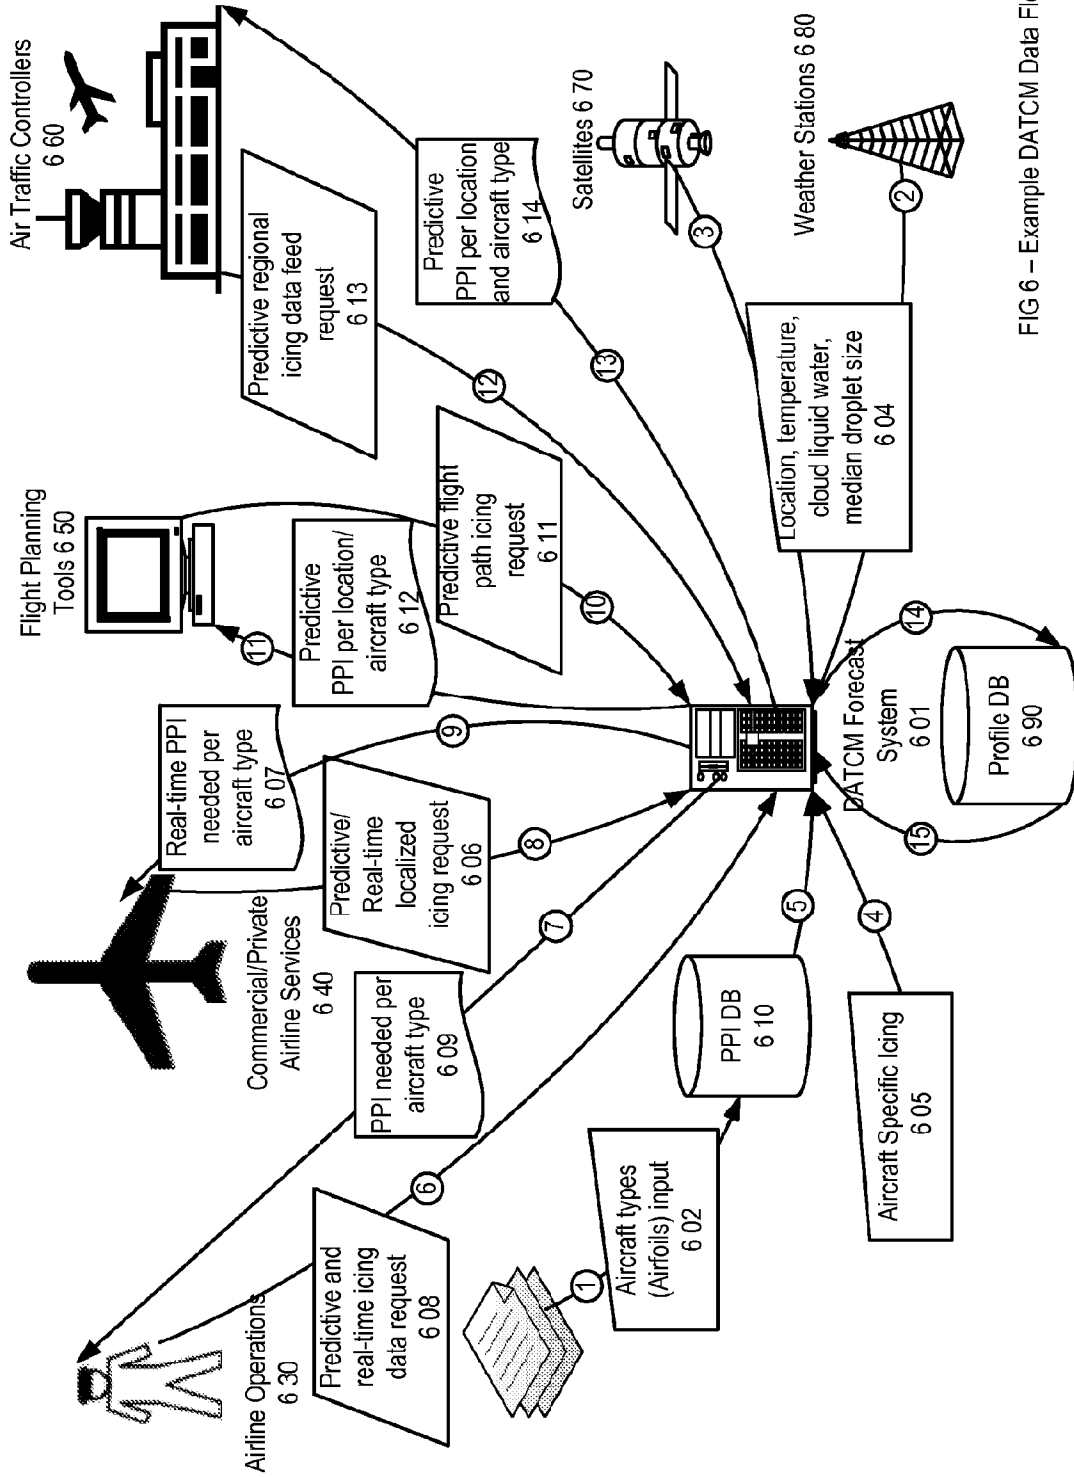 Air Traffic Controllers
6 60
Predictive regional
icing data feed
request
6 13
Predictive
PPI per location
and aircraft type
6 14
Satellites 6 70
Weather Stations 6 80
Location, temperature,
cloud liquid water,
median droplet size
6 04
3
2
12
13
Flight Planning
Tools 6 50
Predictive
PPI per location/
aircraft type
6 12
Predictive flight
path icing
request
6 11
11
10
Real-time PPI
needed per
aircraft type
6 07
9
Predictive/
Real-time
localized
icing request
6 06
8
Commercial/Private
Airline Services
6 40
PPI needed per
aircraft type
6 09
7
Airline Operations
6 30
Predictive and
real-time icing
data request
6 08
6
1
Aircraft types
(Airfoils) input
6 02
PPI DB
6 10
5
Aircraft Specific Icing
6 05
4
DATCM Forecast
System
6 01
14
15
Profile DB
6 90
FIG 6 – Example DATCM Data